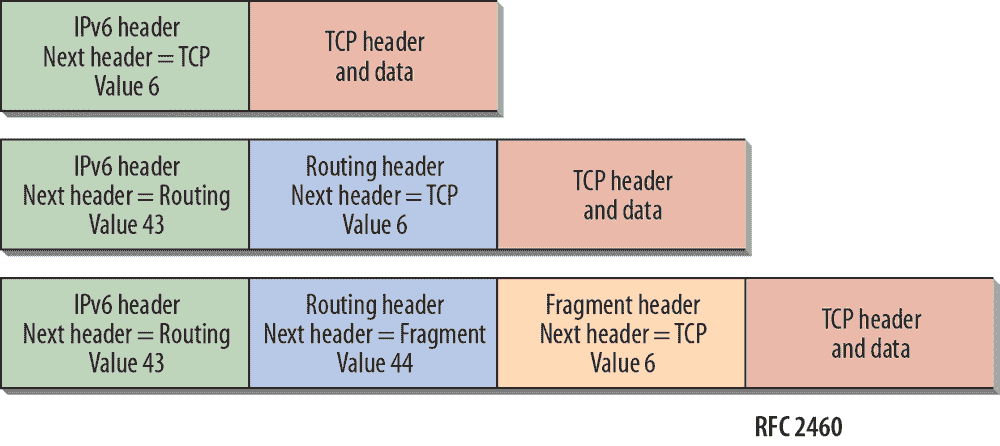 IPv6 header
Next header = TCP
Value 6
TCP header
and data
IPv6 header
Next header = Routing
Value 43
Routing header
Next header = TCP
Value 6
TCP header
and data
IPv6 header
Next header = Routing
Value 43
Routing header
Next header = Fragment
Value 44
Fragment header
Next header = TCP
Value 6
TCP header
and data
RFC 2460